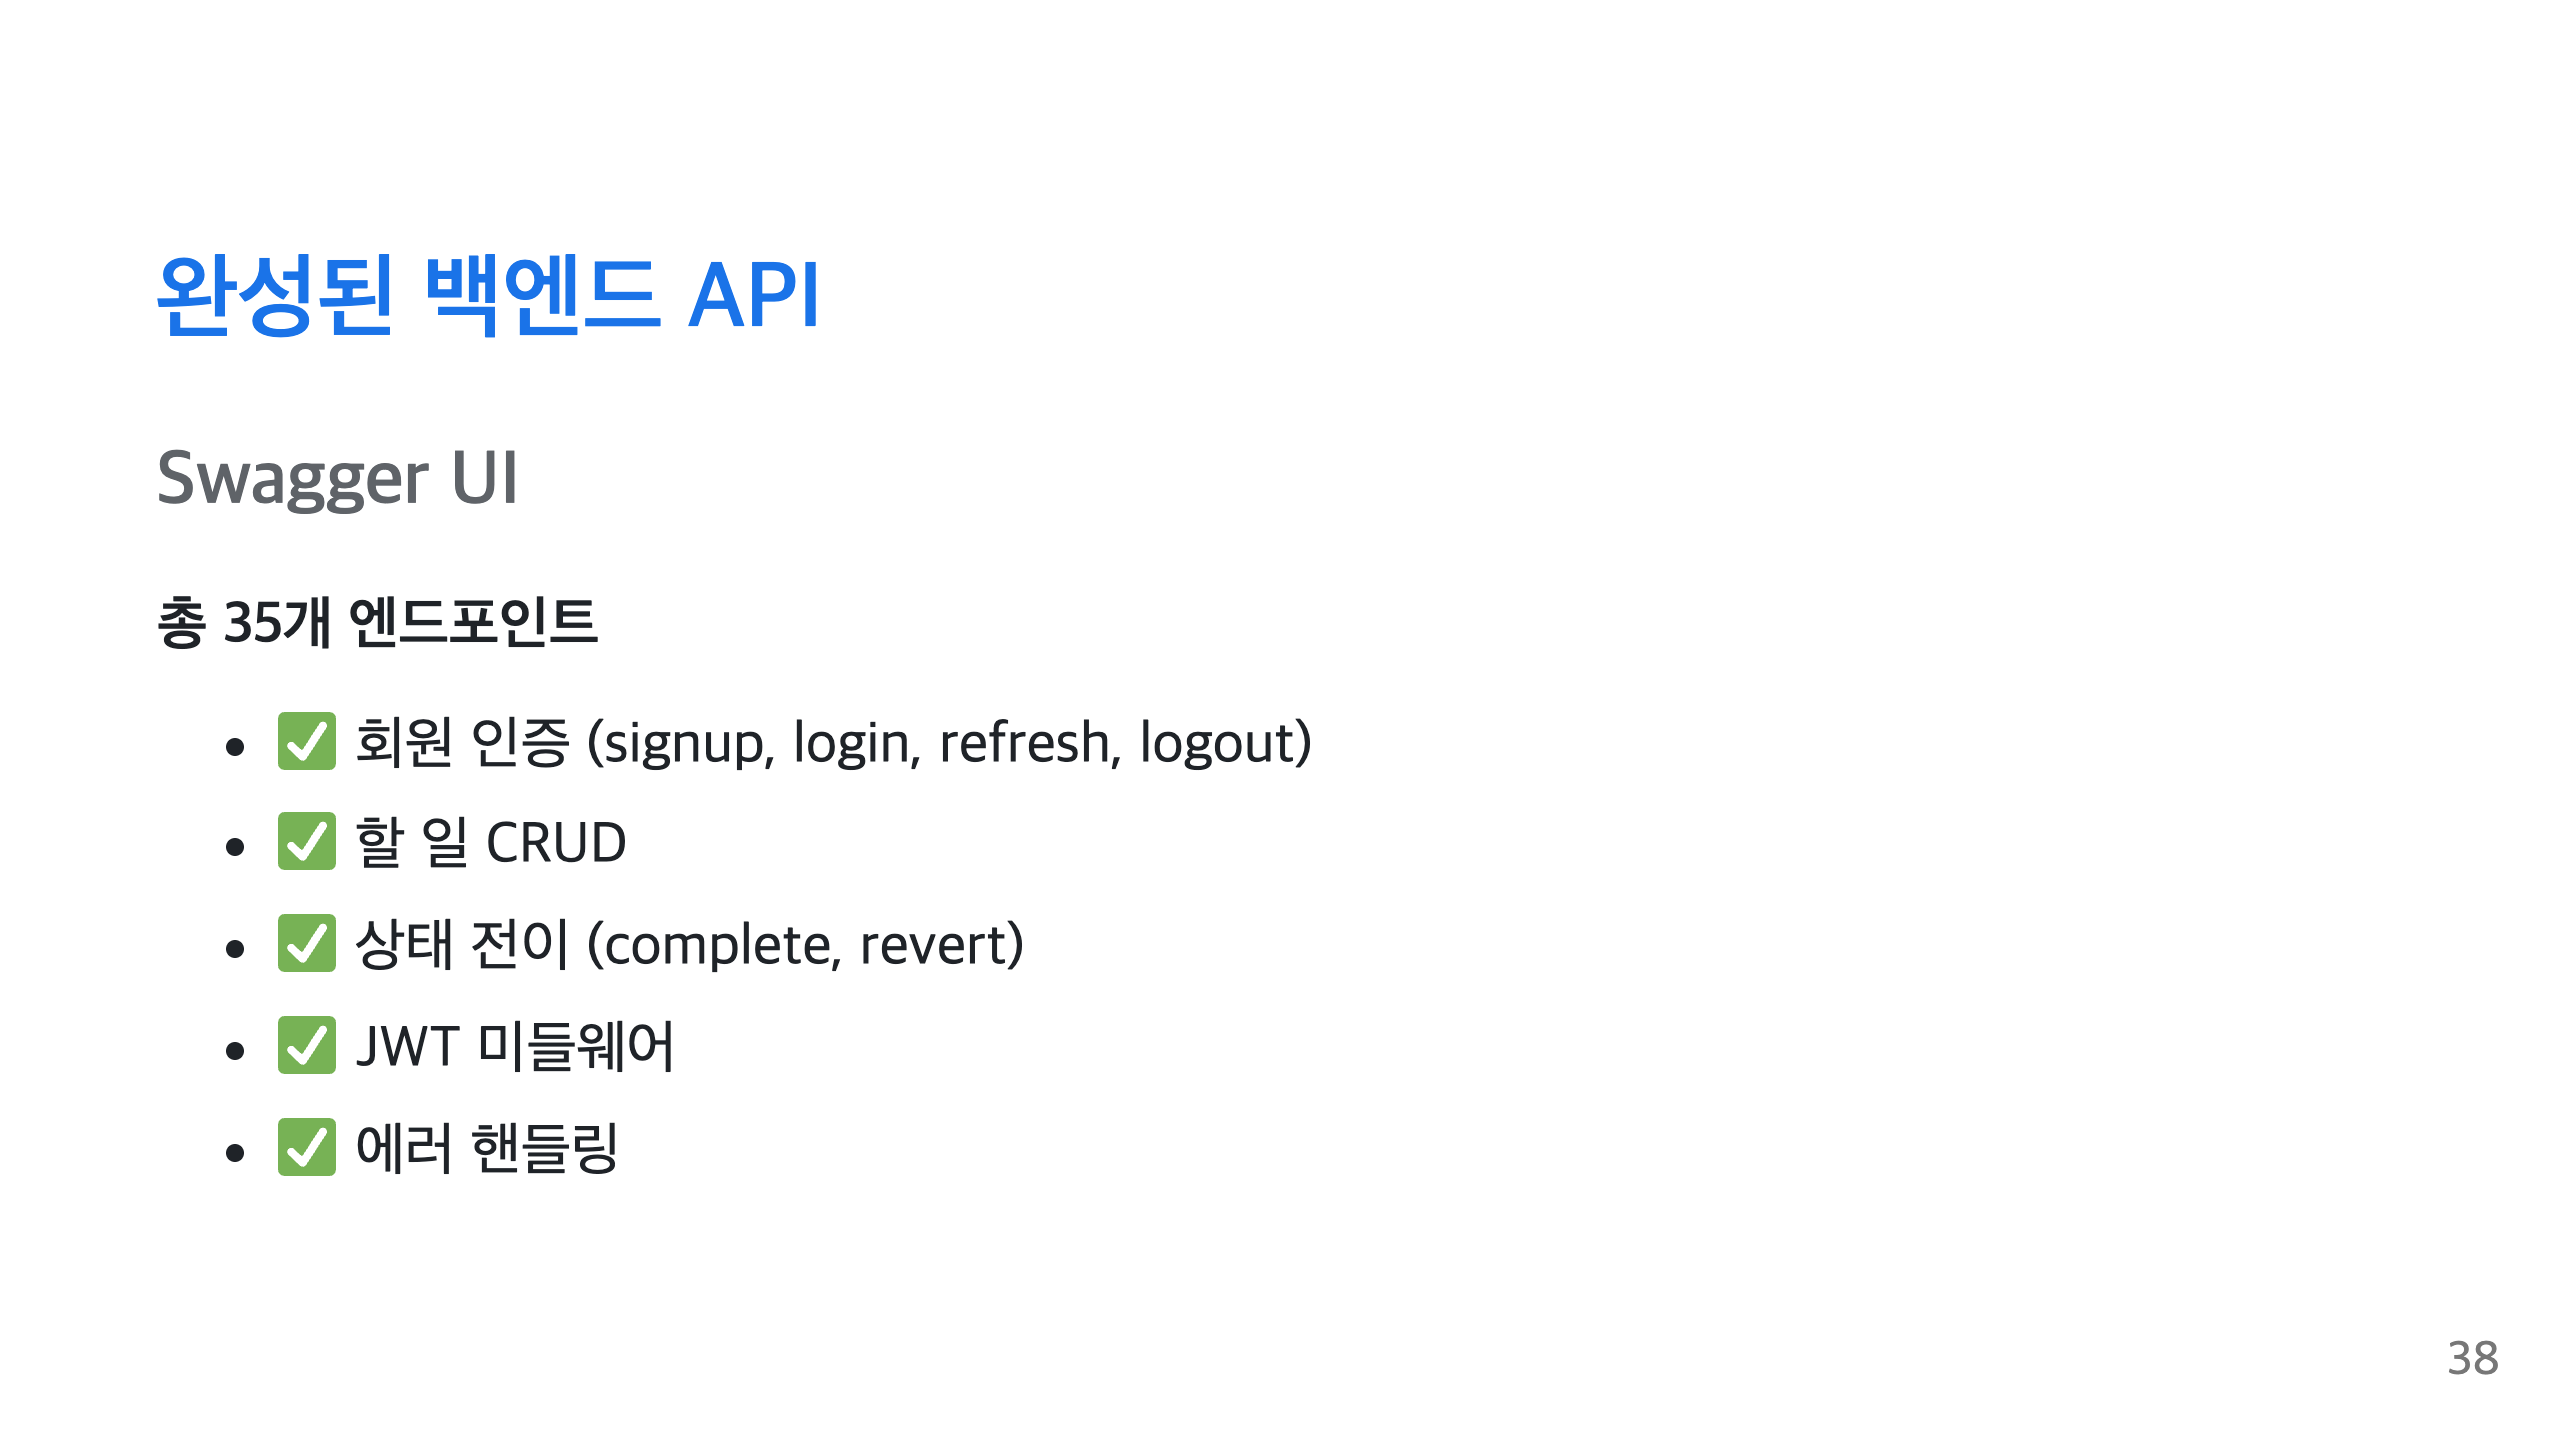 완성된 백엔드 API
Swagger UI
총 35개 엔드포인트
• ✅ 회원 인증 (signup, login, refresh, logout)
• ✅ 할 일 CRUD
• ✅ 상태 전이 (complete, revert)
• ✅ JWT 미들웨어
• ✅ 에러 핸들링
38